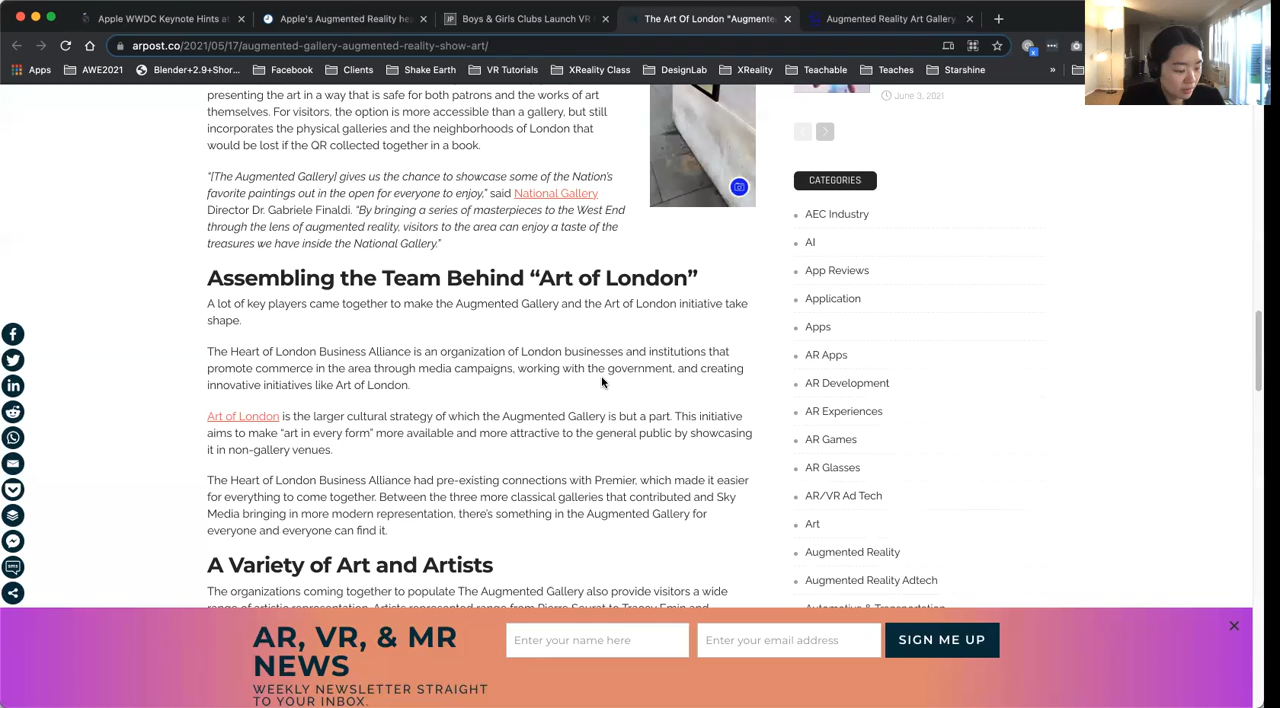 Apple WWDC Keynote Hints at
Apple's Augmented Reality he
Boys & Girls Clubs Launch VR
The Art Of London "Augmente
Augmented Reality Art Gallery
arpost.co/2021/05/17/augmented-gallery-augmented-reality-show-art/
Apps
AWE2021
Blender+2.9+Shor...
Facebook
Clients
Shake Earth
VR Tutorials
XReality Class
DesignLab
XReality
Teachable
Teaches
Starshine
»
presenting the art in a way that is safe for both patrons and the works of art
themselves. For visitors, the option is more accessible than a gallery, but still
incorporates the physical galleries and the neighborhoods of London that
would be lost if the QR collected together in a book.
“[The Augmented Gallery] gives us the chance to showcase some of the Nation’s
favorite paintings out in the open for everyone to enjoy,” said National Gallery
Director Dr. Gabriele Finaldi. “By bringing a series of masterpieces to the West End
through the lens of augmented reality, visitors to the area can enjoy a taste of the
treasures we have inside the National Gallery.”
Assembling the Team Behind “Art of London”
A lot of key players came together to make the Augmented Gallery and the Art of London initiative take
shape.
The Heart of London Business Alliance is an organization of London businesses and institutions that
promote commerce in the area through media campaigns, working with the government, and creating
innovative initiatives like Art of London.
Art of London is the larger cultural strategy of which the Augmented Gallery is but a part. This initiative
aims to make “art in every form” more available and more attractive to the general public by showcasing
it in non-gallery venues.
The Heart of London Business Alliance had pre-existing connections with Premier, which made it easier
for everything to come together. Between the three more classical galleries that contributed and Sky
Media bringing in more modern representation, there’s something in the Augmented Gallery for
everyone and everyone can find it.
A Variety of Art and Artists
The organizations coming together to populate The Augmented Gallery also provide visitors a wide
range of artistic representation. Artists represented range from Pierre Seurat to Tracey Emin and
June 3, 2021
CATEGORIES
AEC Industry
AI
App Reviews
Application
Apps
AR Apps
AR Development
AR Experiences
AR Games
AR Glasses
AR/VR Ad Tech
Art
Augmented Reality
Augmented Reality Adtech
Automotive & Transportation
AR, VR, & MR
NEWS
WEEKLY NEWSLETTER STRAIGHT
TO YOUR INBOX.
Enter your name here
Enter your email address
SIGN ME UP